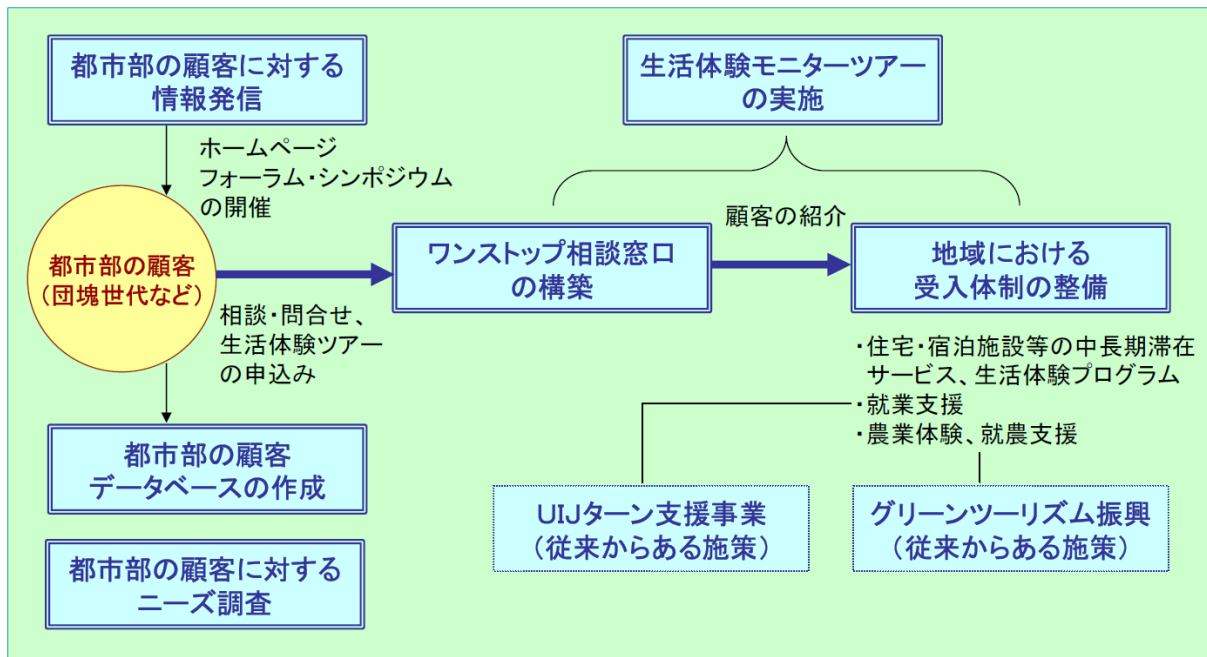 都市部の顧客に対する
情報発信
生活体験モニターツアー
の実施
ホームページ
フォーラム・シンポジウム
の開催
都市部の顧客
(団塊世代など)
ワンストップ相談窓口
の構築
顧客の紹介
地域における
受入体制の整備
相談・問合せ、
生活体験ツアー
の申込み
・住宅・宿泊施設等の中長期滞在
サービス、生活体験プログラム
・就業支援
・農業体験、就農支援
都市部の顧客
データベースの作成
UIJターン支援事業
(従来からある施策)
グリーンツーリズム振興
(従来からある施策)
都市部の顧客に対する
ニーズ調査